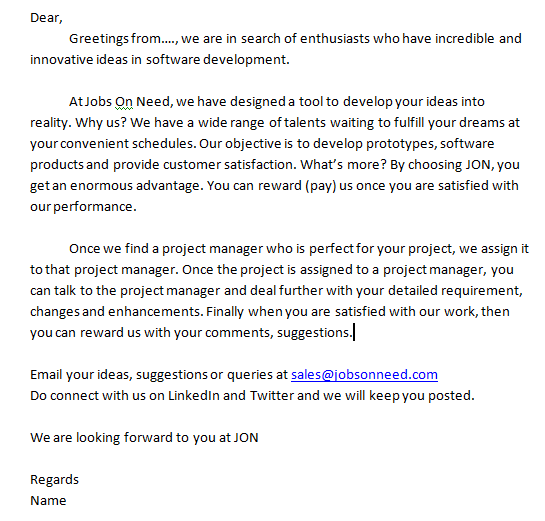 Dear,
Greetings from…., we are in search of enthusiasts who have incredible and
innovative ideas in software development.
At Jobs On Need, we have designed a tool to develop your ideas into
reality. Why us? We have a wide range of talents waiting to fulfill your dreams at
your convenient schedules. Our objective is to develop prototypes, software
products and provide customer satisfaction. What's more? By choosing JON, you
get an enormous advantage. You can reward (pay) us once you are satisfied with
our performance.
Once we find a project manager who is perfect for your project, we assign it
to that project manager. Once the project is assigned to a project manager, you
can talk to the project manager and deal further with your detailed requirement,
changes and enhancements. Finally when you are satisfied with our work, then
you can reward us with your comments, suggestions.
Email your ideas, suggestions or queries at sales@jobsonneed.com
Do connect with us on LinkedIn and Twitter and we will keep you posted.
We are looking forward to you at JON
Regards
Name